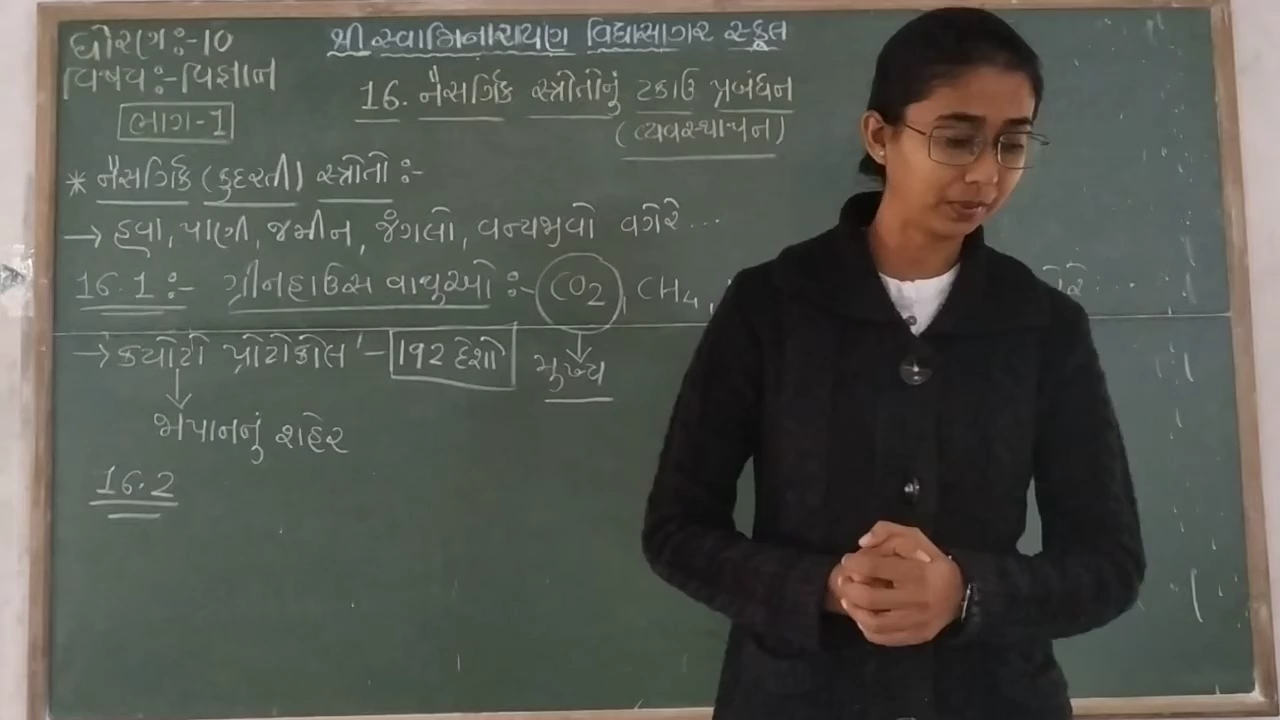 ધોરણ:-10
શ્રી સ્વામિનારાયણ વિદ્યાસાગર સ્કૂલ
વિષય:-વિજ્ઞાન
16. નૈસર્ગિક સ્ત્રોતોનું ટકાઉ પ્રબંધન
(વ્યવસ્થાપન)
ભાગ-1
* નૈસર્ગિક (કુદરતી) સ્ત્રોતો:-
→ હવા, પાણી, જમીન, જંગલો, વન્યજીવો વગેરે...
16.1:- ગ્રીનહાઉસ વાયુઓ:- CO2, CH4,
→ ક્યોટો પ્રોટોકોલ'- 192 દેશો
મુખ્ય
જાપાનનું શહેર
16.2